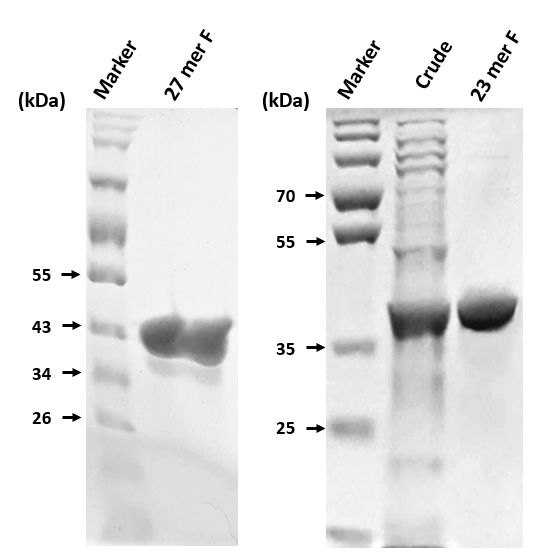 Marker
27 mer F
(kDa)
55
43
34
26
Marker
Crude
23 mer F
(kDa)
70
55
35
25